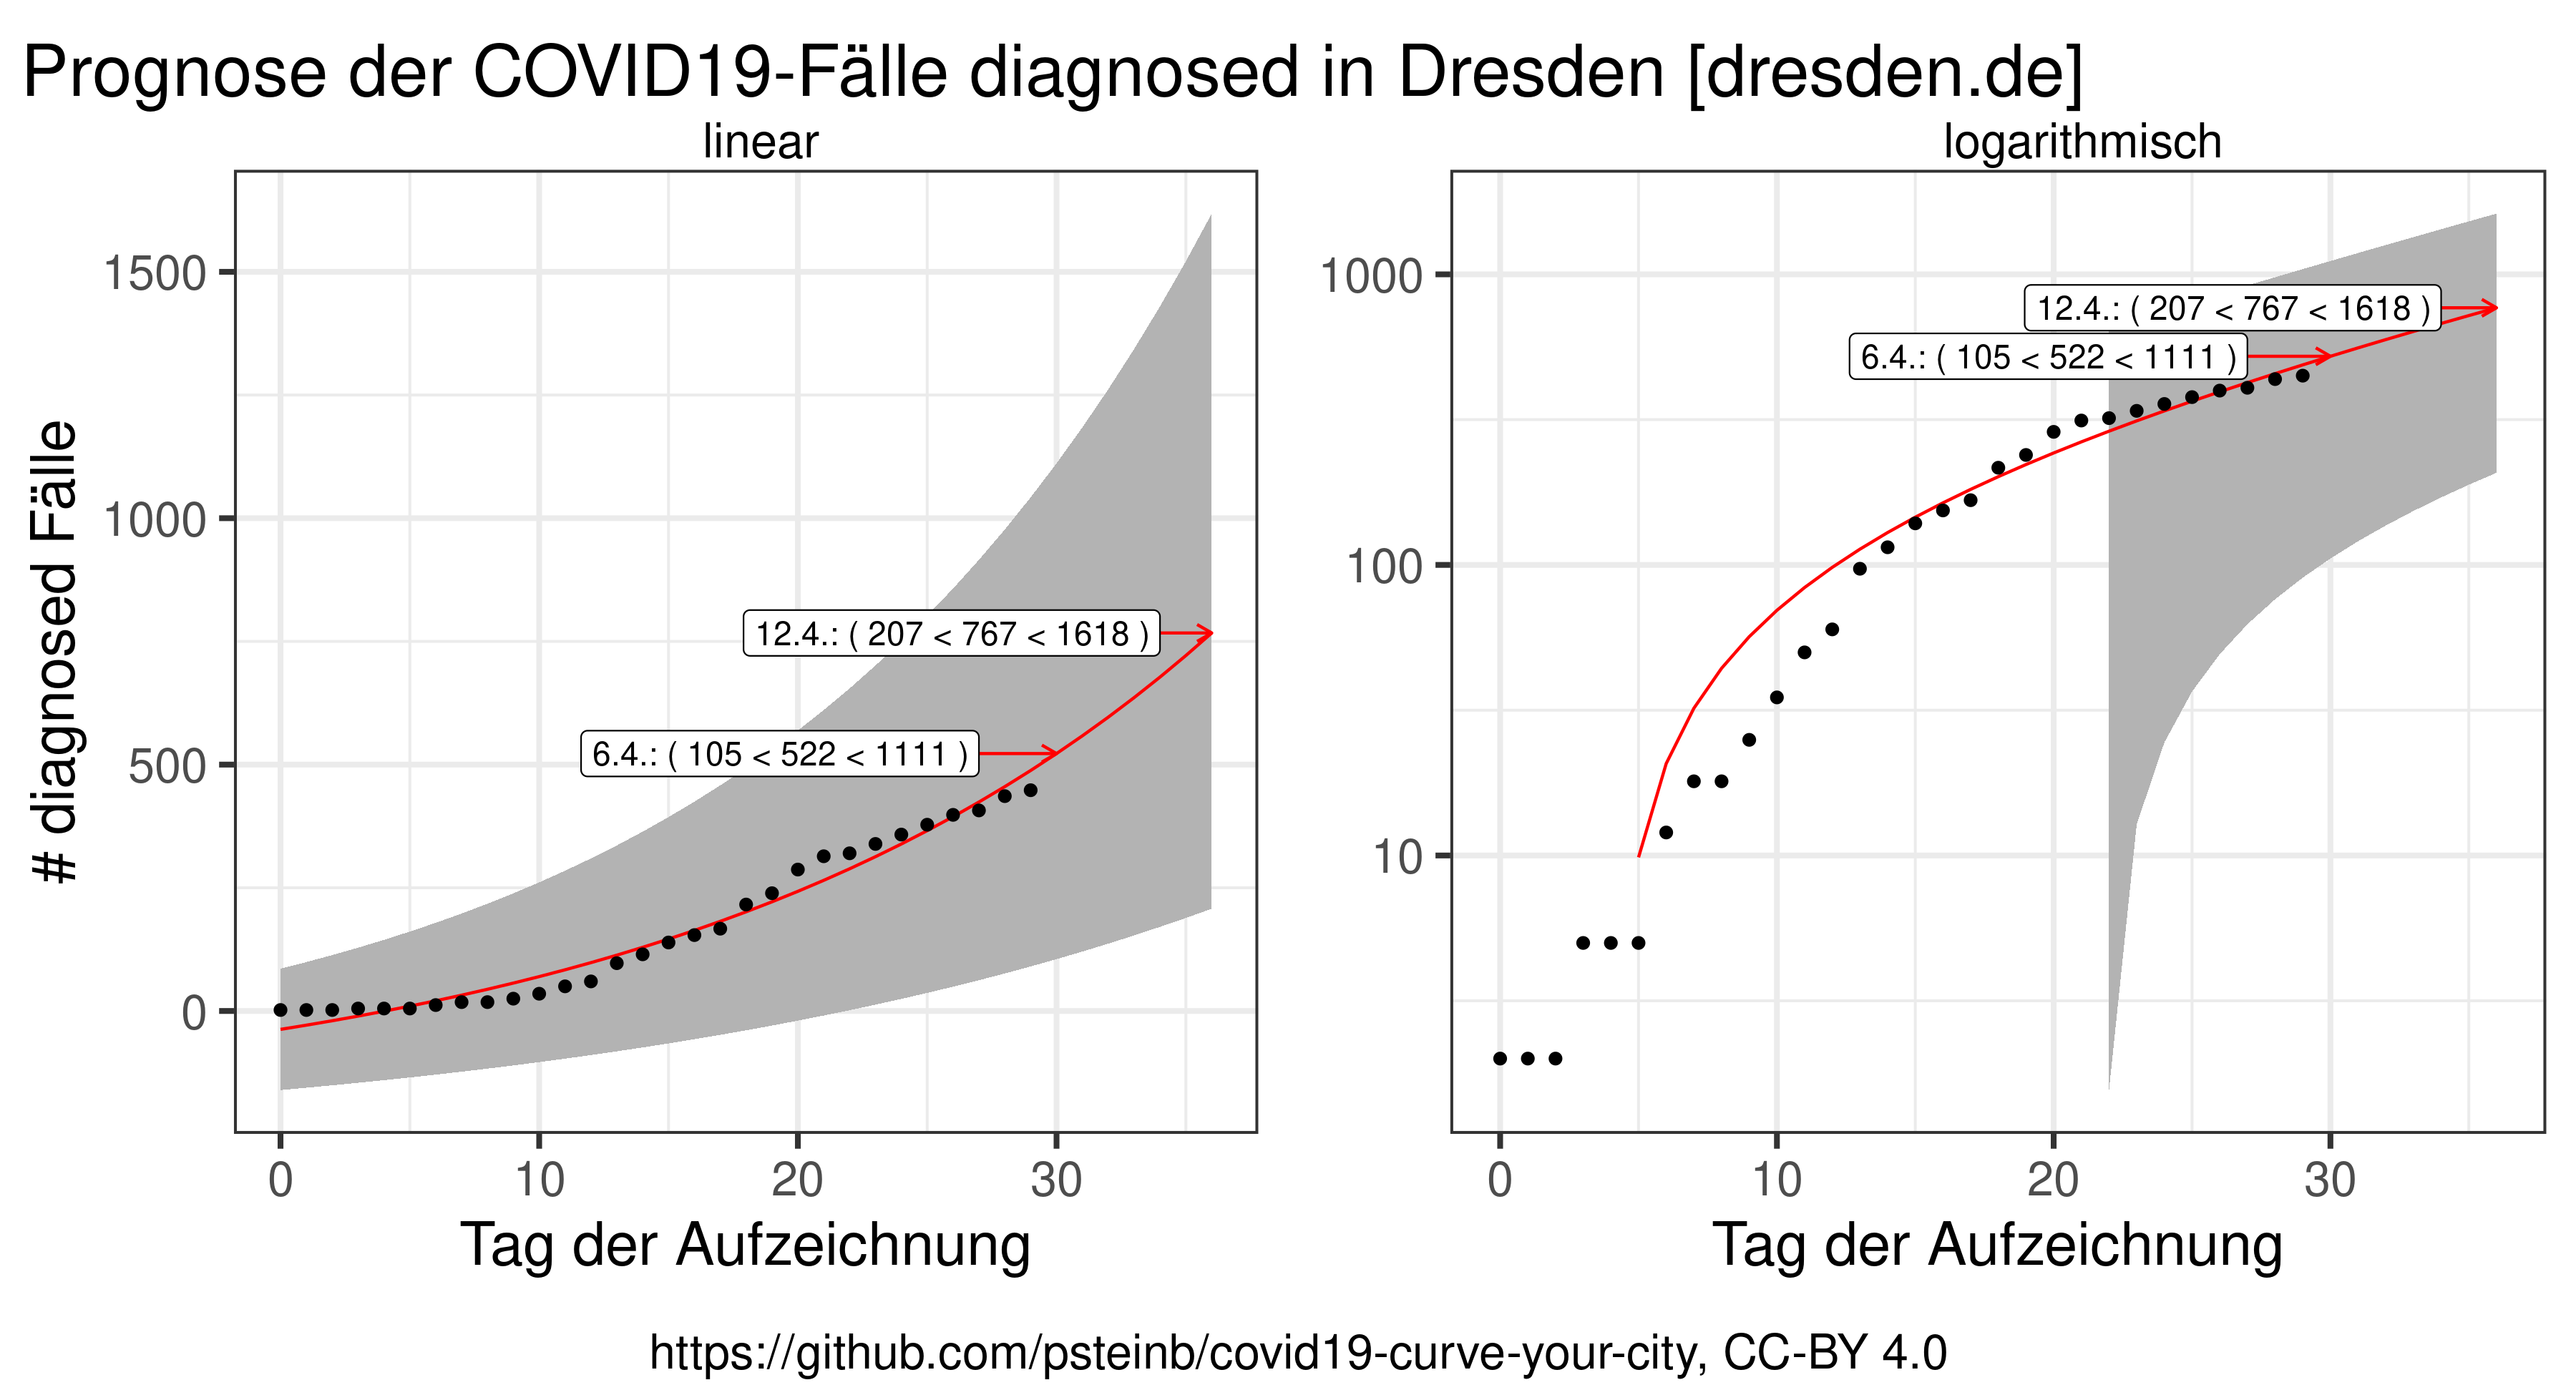 Prognose der COVID19-Fälle diagnosed in Dresden [dresden.de]
linear
# diagnosed Fälle
1500
1000
500
0
12.4.: ( 207 < 767 < 1618 )
6.4.: ( 105 < 522 < 1111 )
0 10 20 30
Tag der Aufzeichnung
logarithmisch
1000
100
10
12.4.: ( 207 < 767 < 1618 )
6.4.: ( 105 < 522 < 1111 )
0 10 20 30
Tag der Aufzeichnung
https://github.com/psteinb/covid19-curve-your-city, CC-BY 4.0